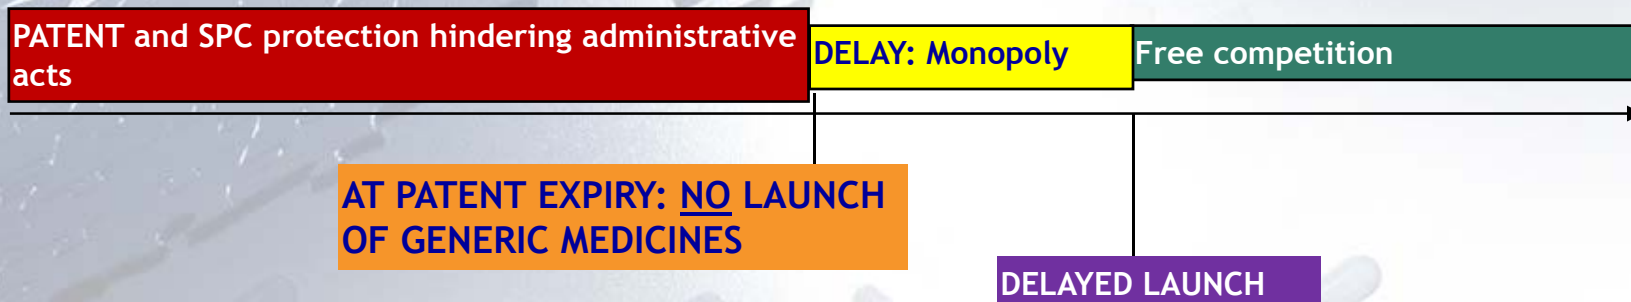 PATENT and SPC protection hindering administrative
acts
DELAY: Monopoly
Free competition
AT PATENT EXPIRY: NO LAUNCH
OF GENERIC MEDICINES
DELAYED LAUNCH